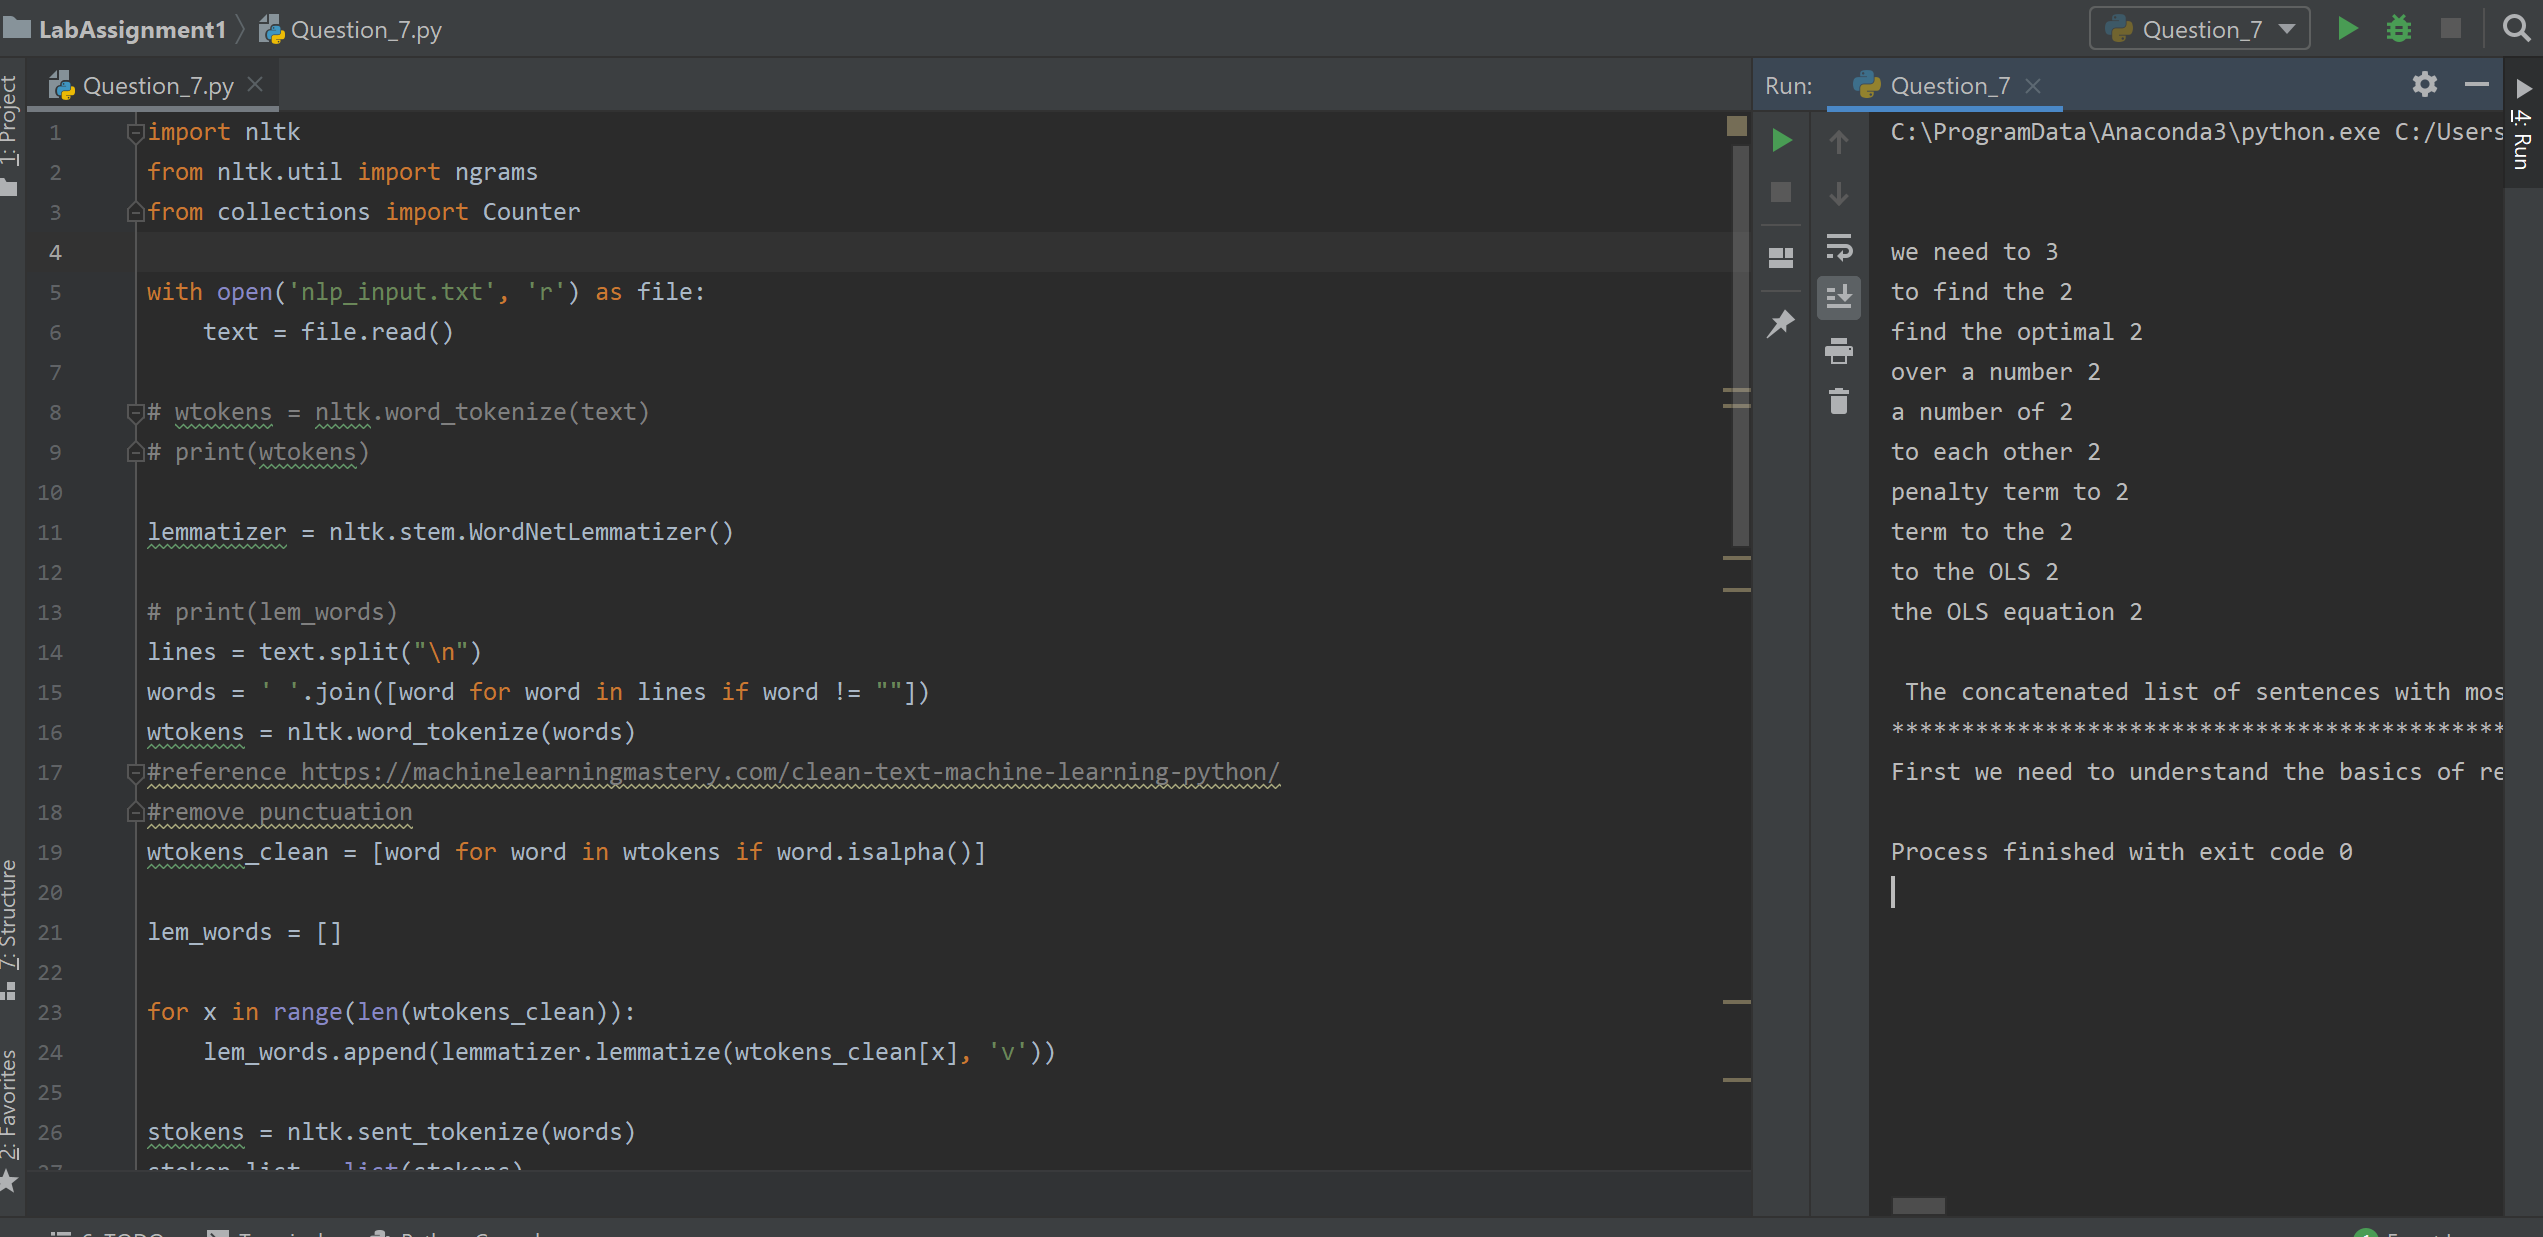 LabAssignment1 Question_7.py Question_7
Question_7.py
Run: Question_7
1: Project
4: Run
7: Structure
2: Favorites
1 import nltk
2 from nltk.util import ngrams
3 from collections import Counter
4
5 with open('nlp_input.txt', 'r') as file:
6 text = file.read()
7
8 # wtokens = nltk.word_tokenize(text)
9 # print(wtokens)
10
11 lemmatizer = nltk.stem.WordNetLemmatizer()
12
13 # print(lem_words)
14 lines = text.split("\n")
15 words = ' '.join([word for word in lines if word != ""])
16 wtokens = nltk.word_tokenize(words)
17 #reference https://machinelearningmastery.com/clean-text-machine-learning-python/
18 #remove punctuation
19 wtokens_clean = [word for word in wtokens if word.isalpha()]
20
21 lem_words = []
22
23 for x in range(len(wtokens_clean)):
24 lem_words.append(lemmatizer.lemmatize(wtokens_clean[x], 'v'))
25
26 stokens = nltk.sent_tokenize(words)
C:\ProgramData\Anaconda3\python.exe C:/Users
we need to 3
to find the 2
find the optimal 2
over a number 2
a number of 2
to each other 2
penalty term to 2
term to the 2
to the OLS 2
the OLS equation 2
The concatenated list of sentences with mos
********************************************
First we need to understand the basics of re
Process finished with exit code 0